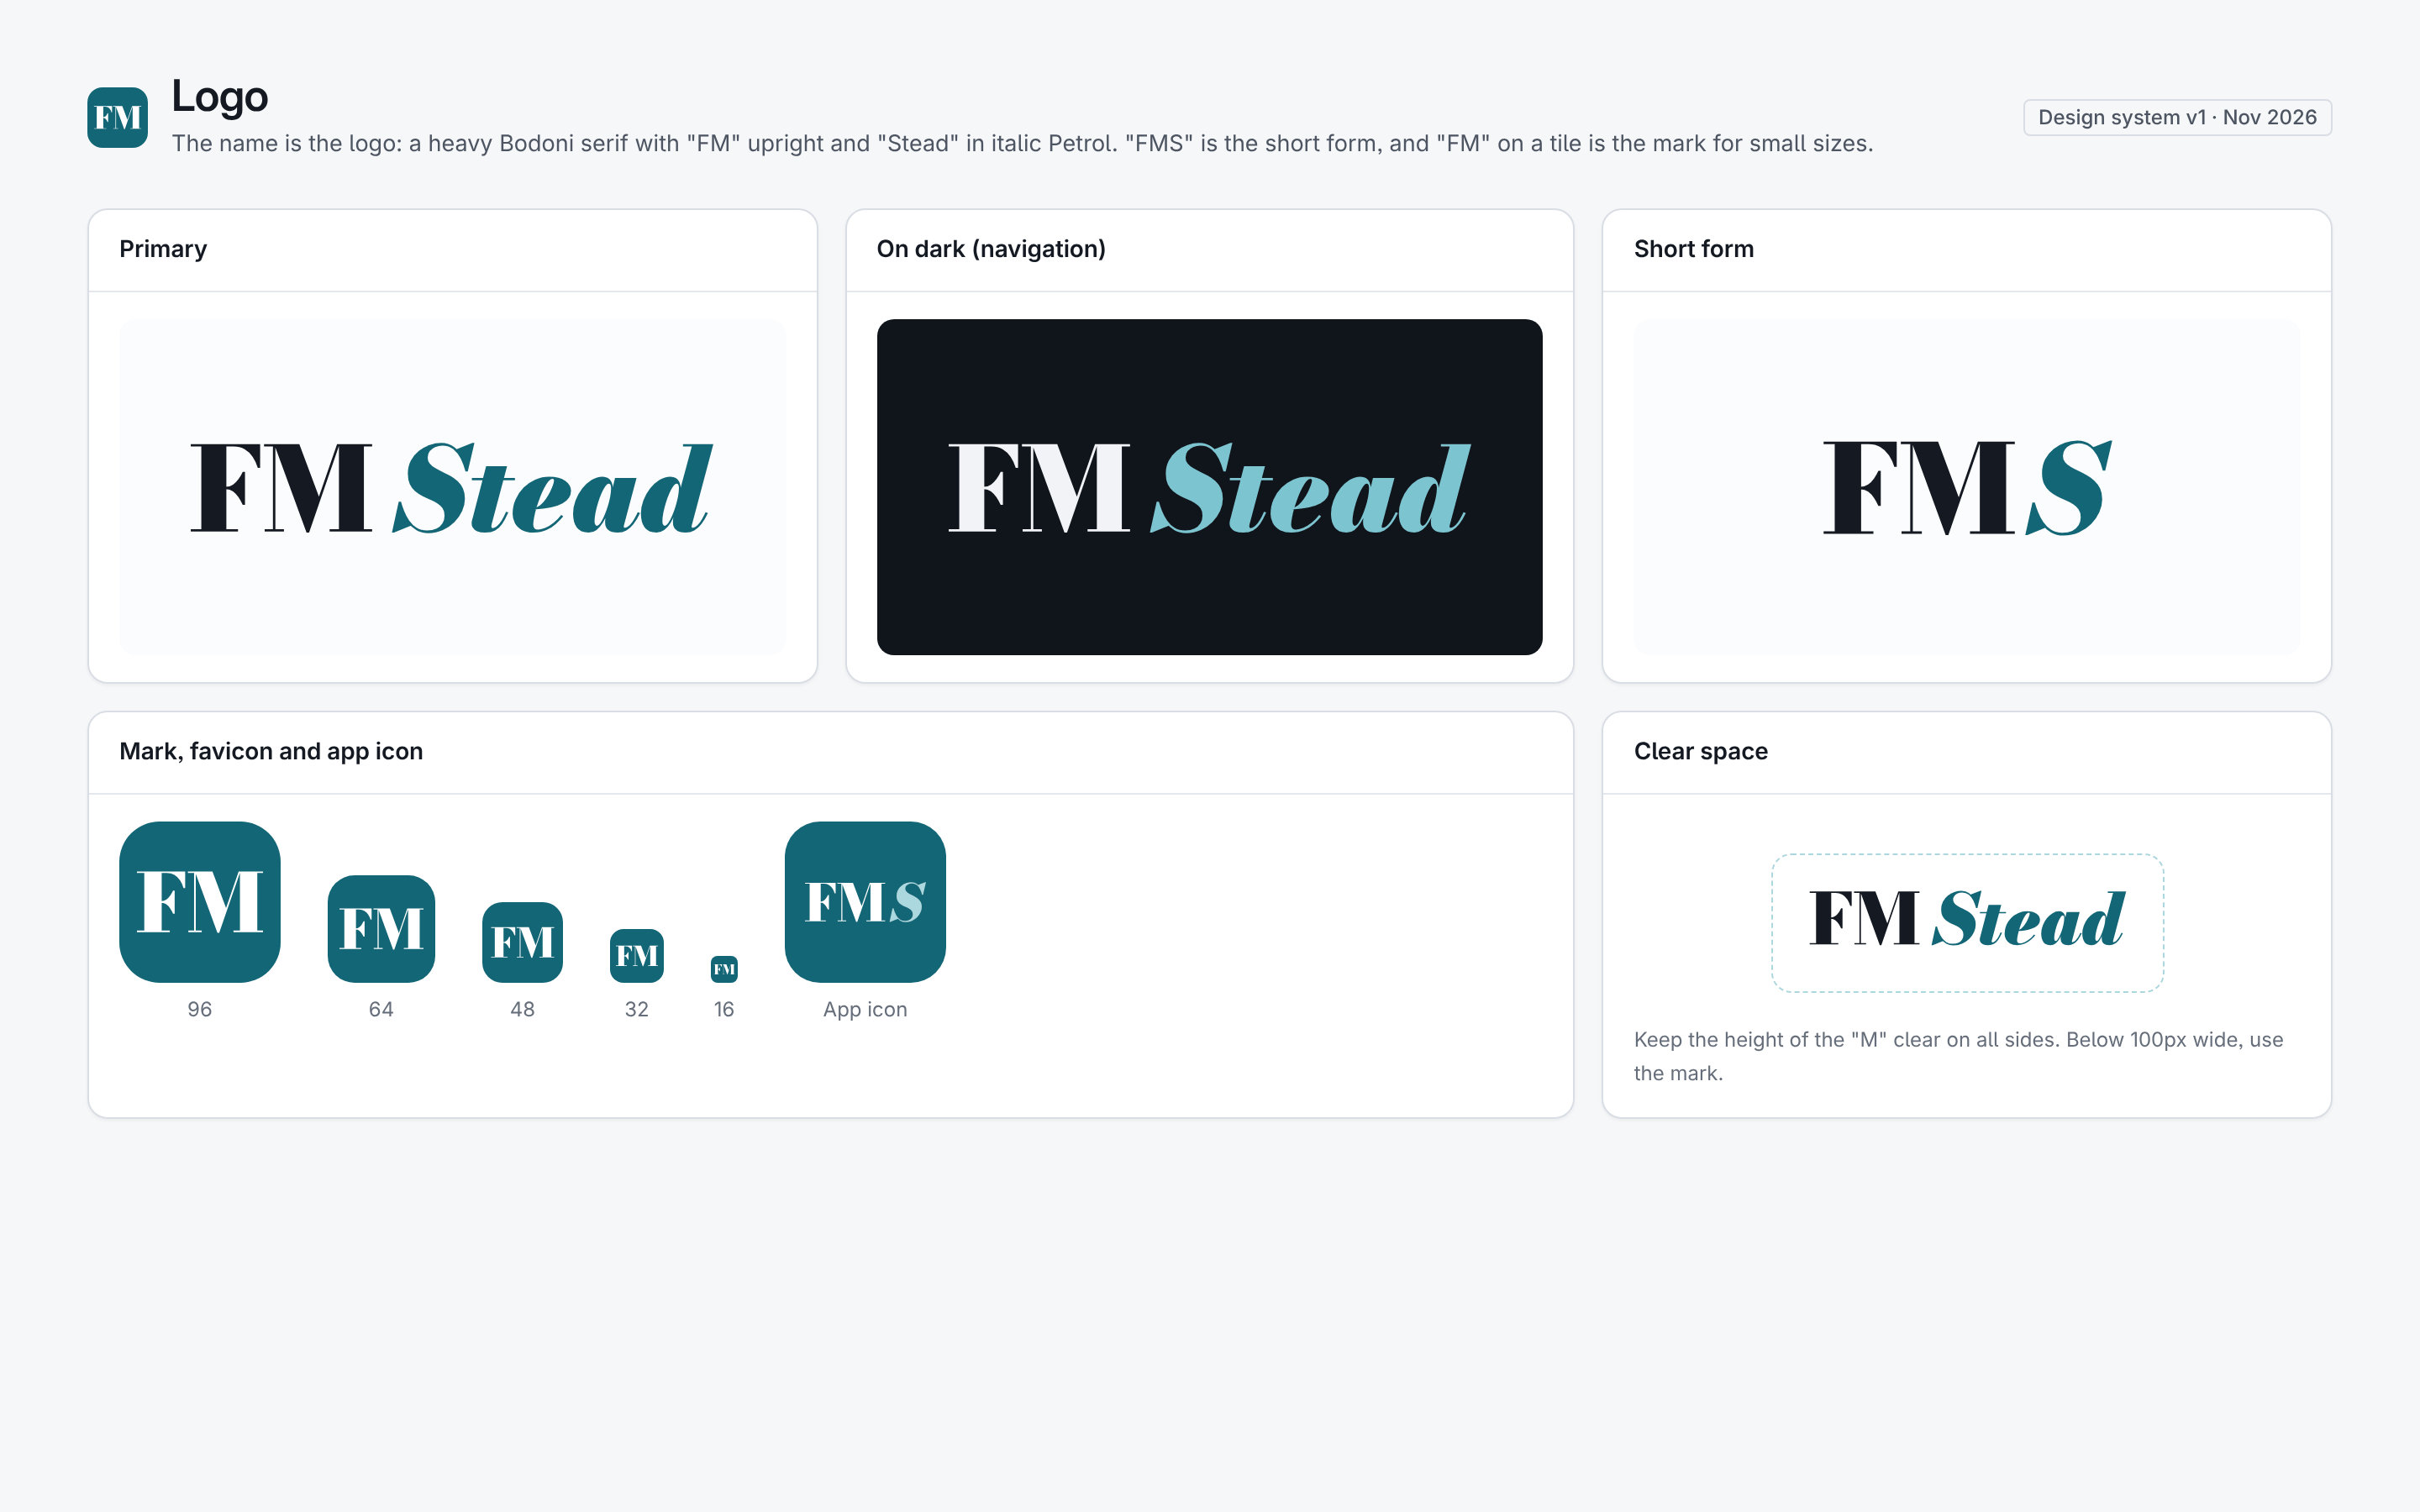 FM
Logo
The name is the logo: a heavy Bodoni serif with "FM" upright and "Stead" in italic Petrol. "FMS" is the short form, and "FM" on a tile is the mark for small sizes.
Design system v1 · Nov 2026
Primary
FM Stead
On dark (navigation)
FM Stead
Short form
FMS
Mark, favicon and app icon
FM
96
FM
64
FM
48
FM
32
FM
16
FMS
App icon
Clear space
FM Stead
Keep the height of the "M" clear on all sides. Below 100px wide, use
the mark.